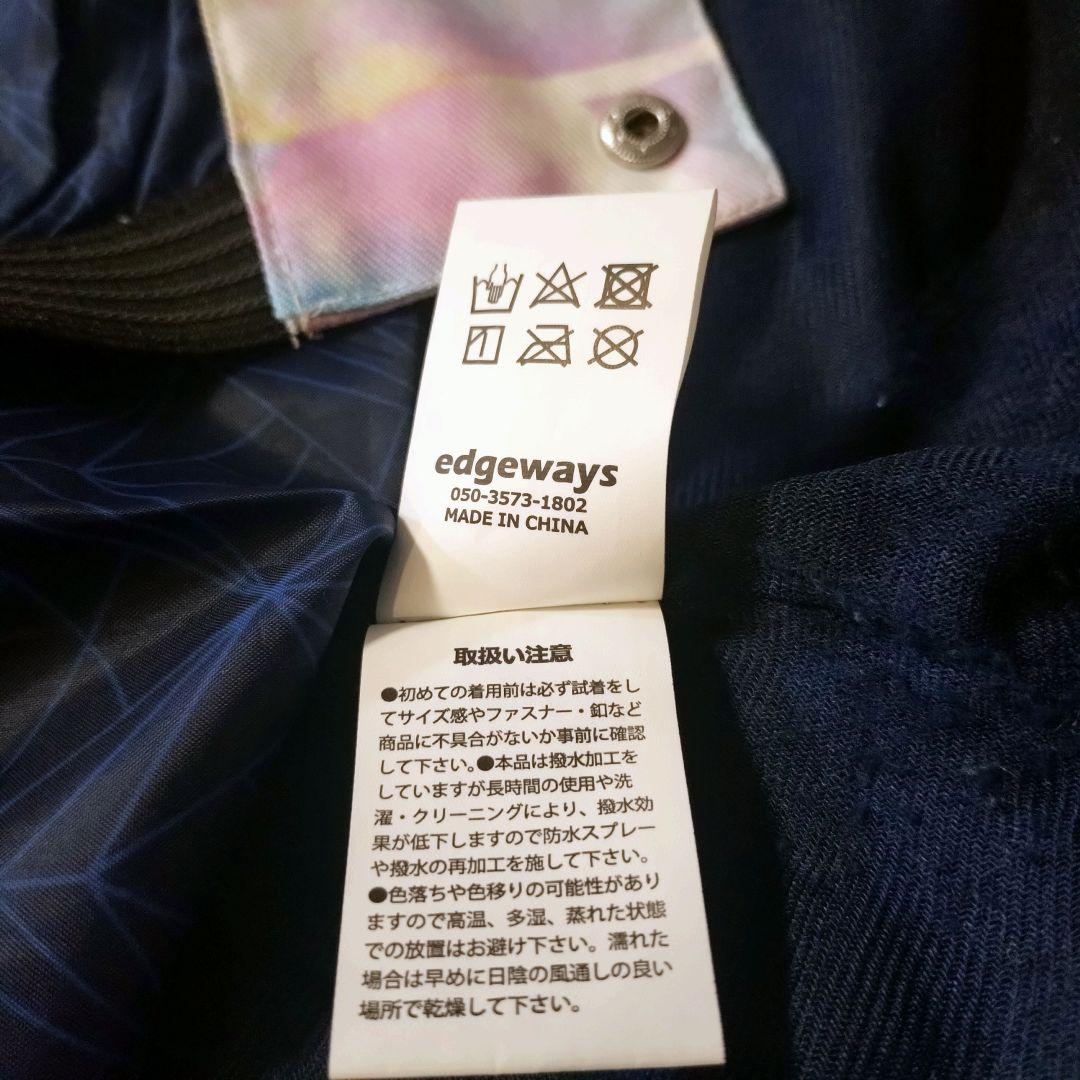 edgeways
050-3573-1802
MADE IN CHINA
取扱い注意
●初めての着用前は必ず試着をし
てサイズ感やファスナー・釦など
商品に不具合がないか事前に確認
して下さい。●本品は撥水加工を
していますが長時間の使用や洗
濯・クリーニングにより、撥水効
果が低下しますので防水スプレー
や撥水の再加工を施して下さい。
●色落ちや色移りの可能性があり
ますので高温、多湿、蒸れた状態
での放置はお避け下さい。濡れた
場合は早めに日陰の風通しの良い
場所で乾燥して下さい。